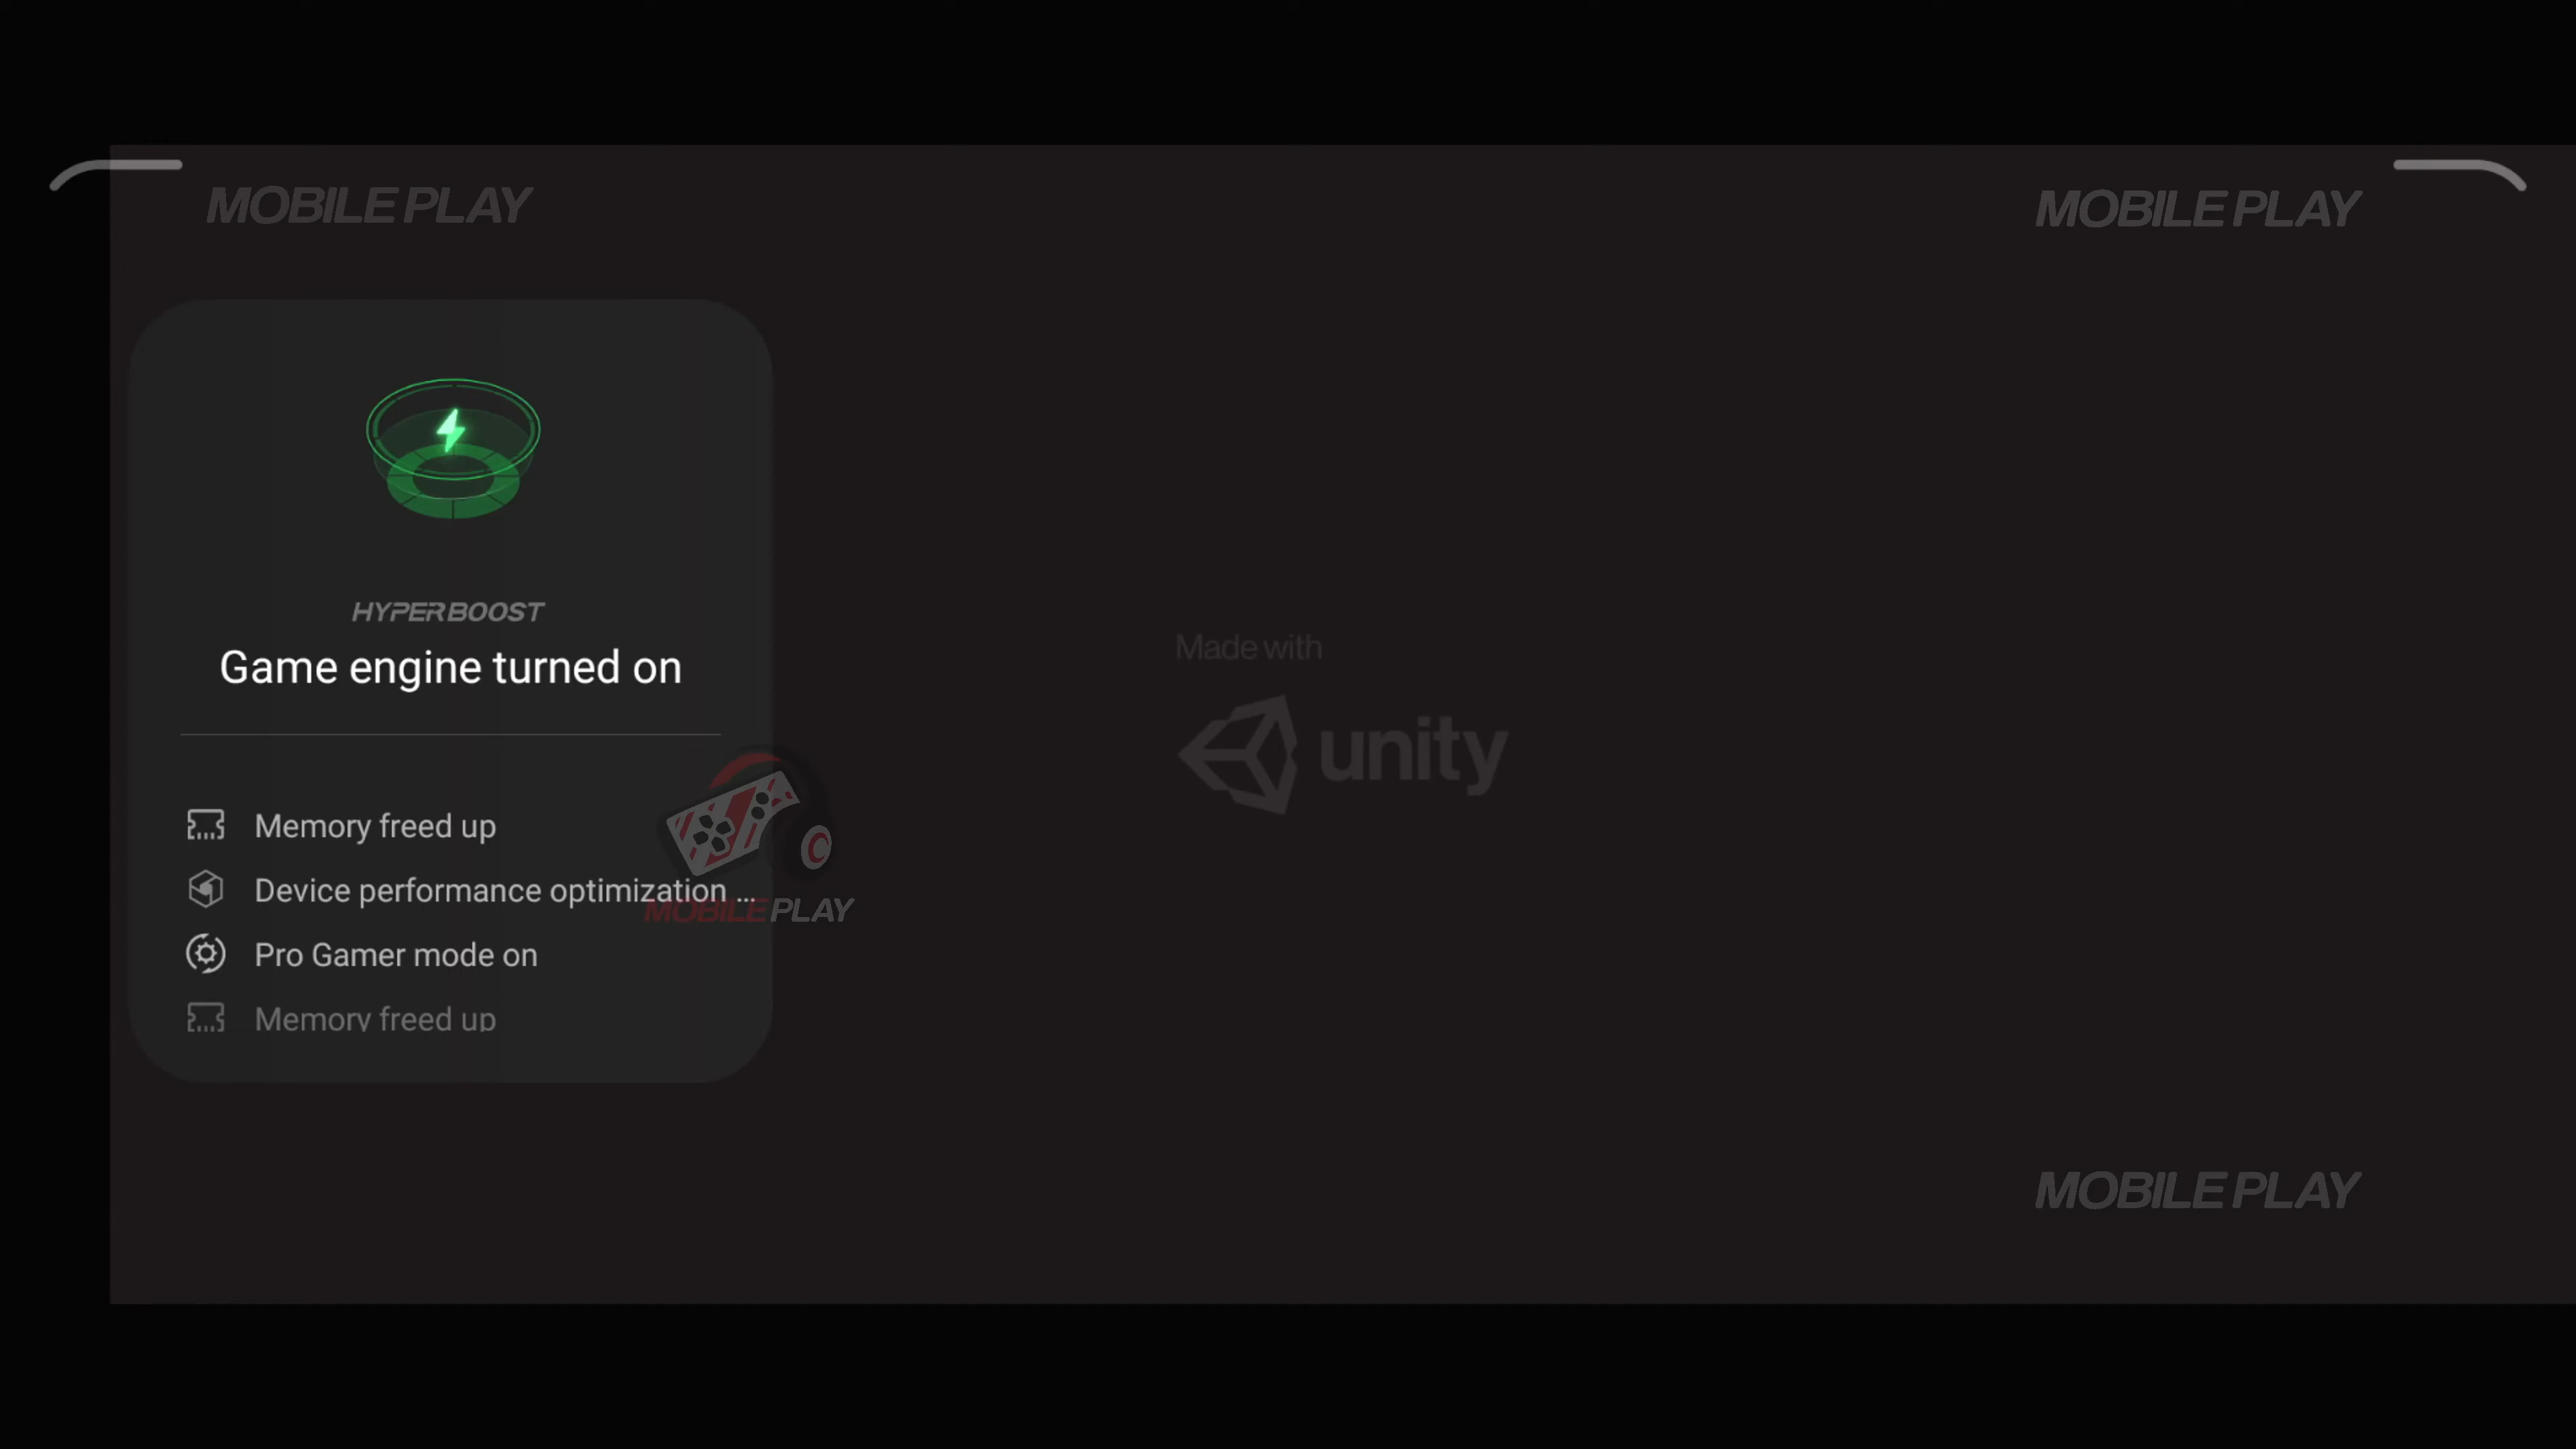 MOBILE PLAY
MOBILE PLAY
HYPERBOOST
Game engine turned on
Made with
unity
Memory freed up
Device performance optimization ...
MOBILE PLAY
Pro Gamer mode on
Memory freed up
MOBILE PLAY